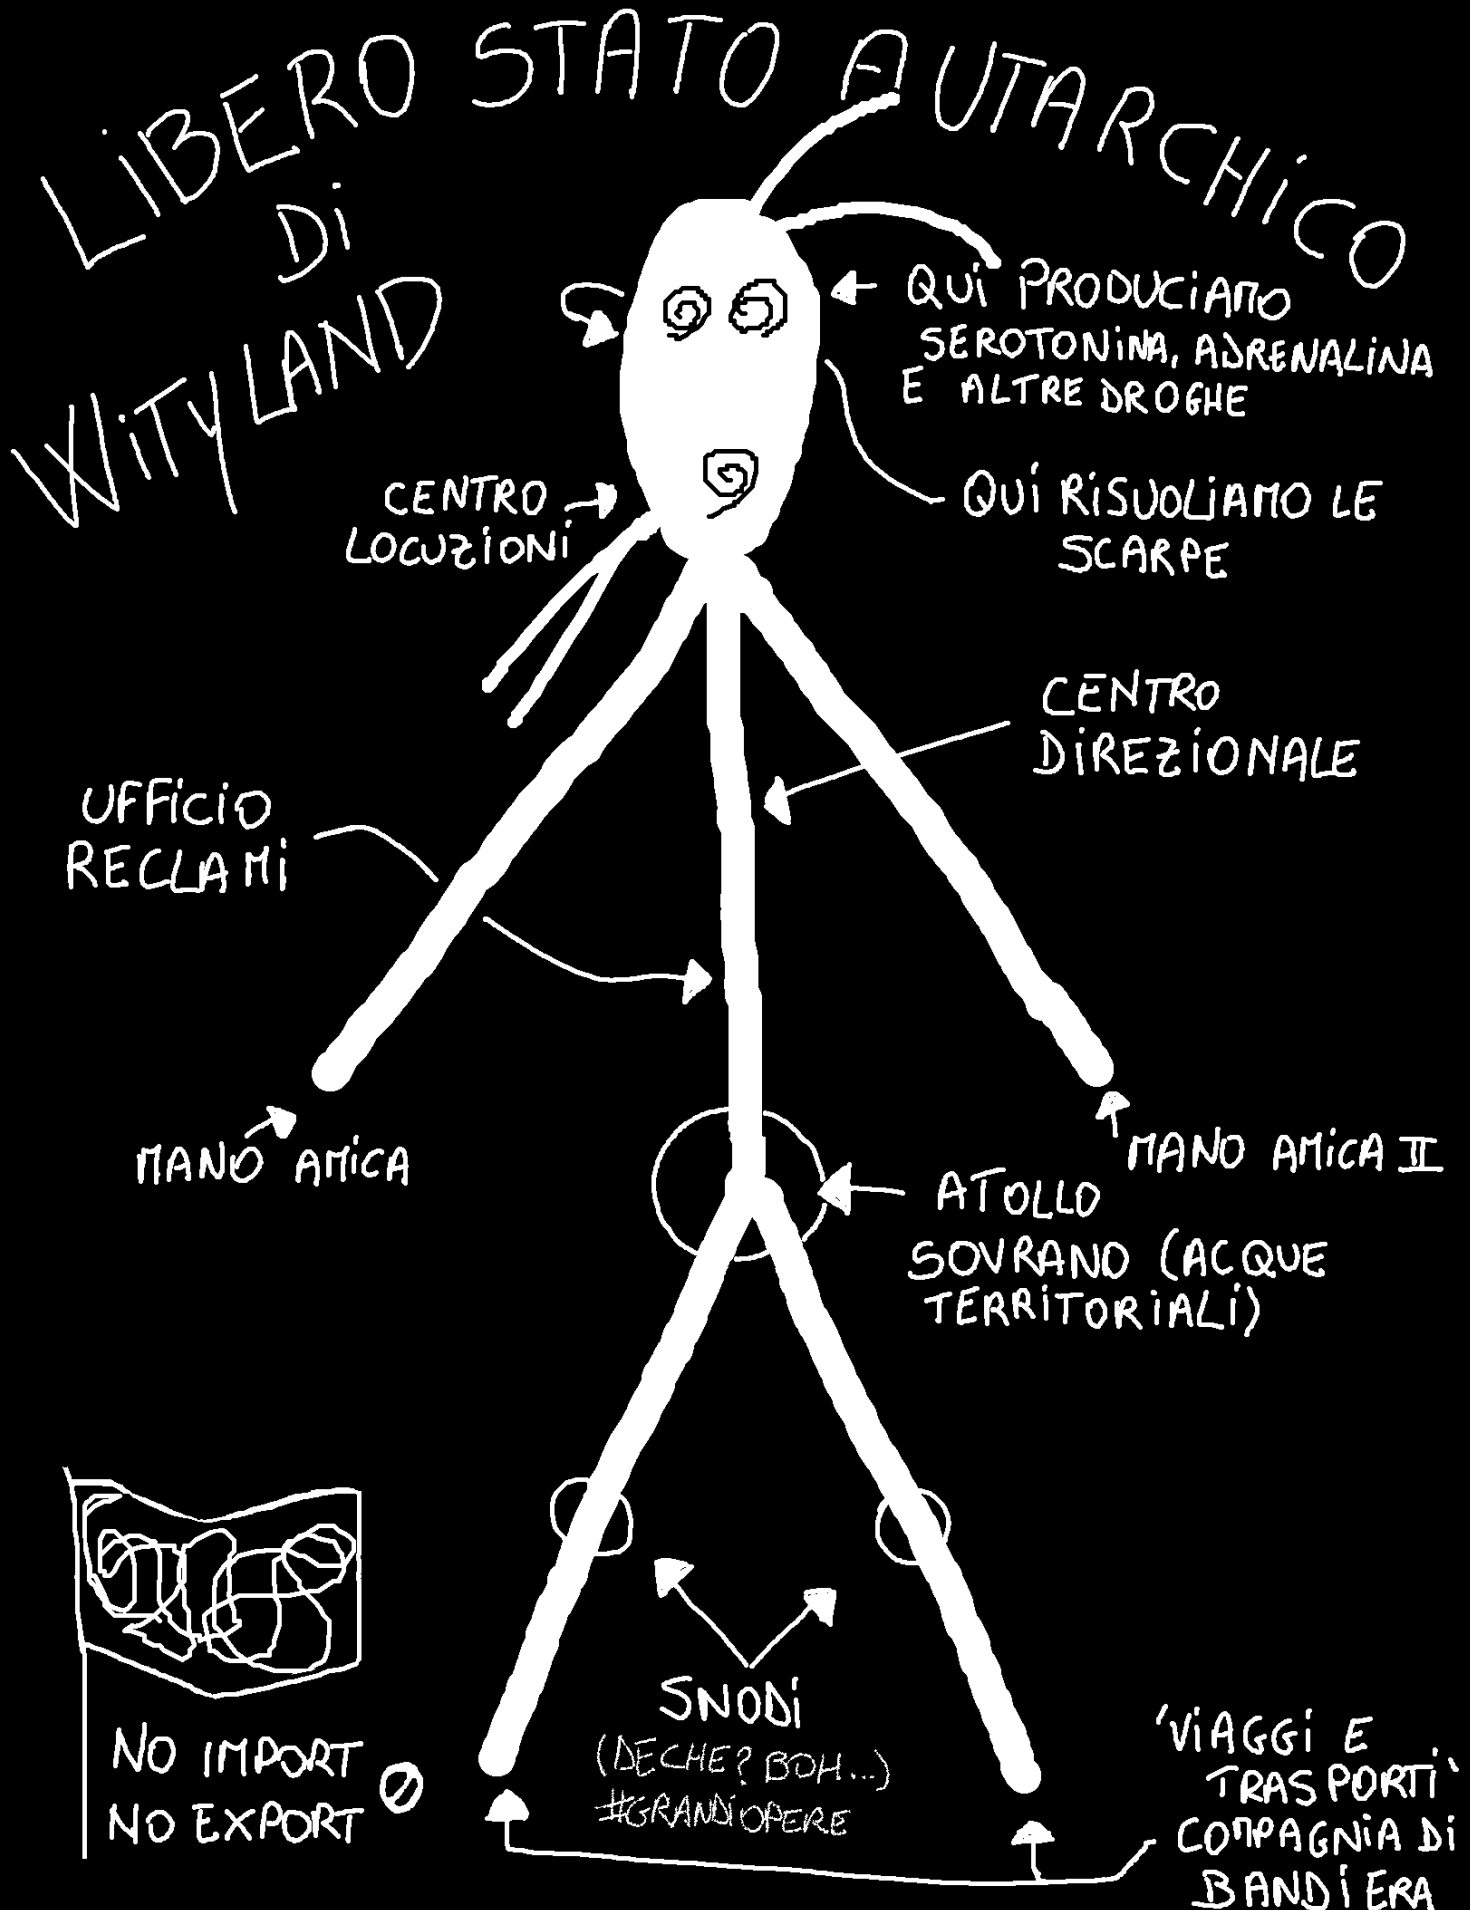 LIBERO STATO AUTARCHICO
DI
WITYLAND
QUI PRODUCIAMO
SEROTONINA, ADRENALINA
E ALTRE DROGHE
CENTRO
LOCUZIONI
QUI RISUOLIAMO LE
SCARPE
CENTRO
DIREZIONALE
UFFICIO
RECLAMI
MANO AMICA
MANO AMICA II
ATOLLO
SOVRANO (ACQUE
TERRITORIALI)
SNODI
(DE CHE? BOH...)
#GRANDIOPERE
NO IMPORT
NO EXPORT
'VIAGGI E
TRASPORTI'
COMPAGNIA DI
BANDIERA